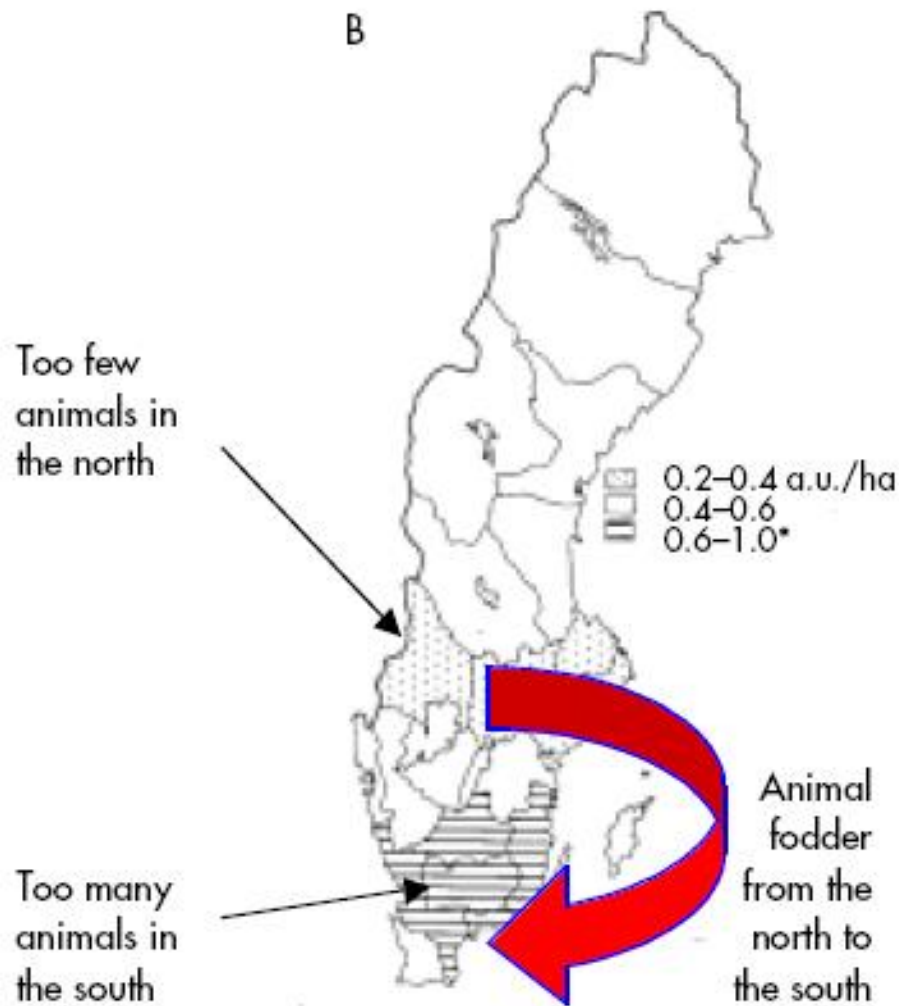 B
Too few
animals in
the north
0.2–0.4 a.u./ha
0.4–0.6
0.6–1.0*
Too many
animals in
the south
Animal
fodder
from the
north to
the south